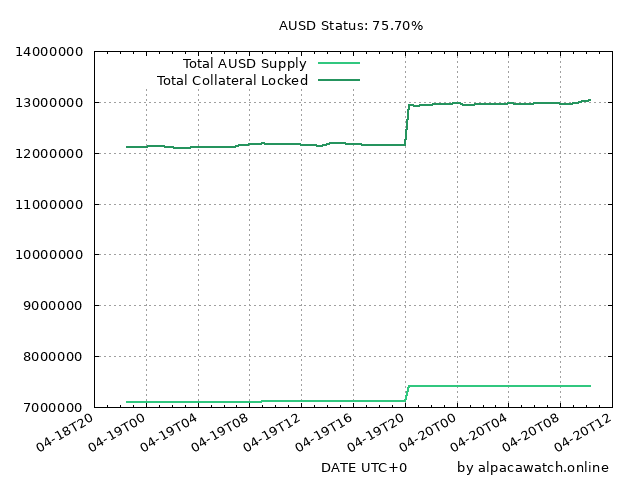 AUSD Status: 75.70%
14000000
Total AUSD Supply
Total Collateral Locked
13000000
12000000
11000000
10000000
9000000
8000000
7000000
04-18T20 04-19T00 04-19T04 04-19T08 04-19T12 04-19T16 04-19T20 04-20T00 04-20T04 04-20T08 04-20T12
DATE UTC+0 by alpacawatch.online